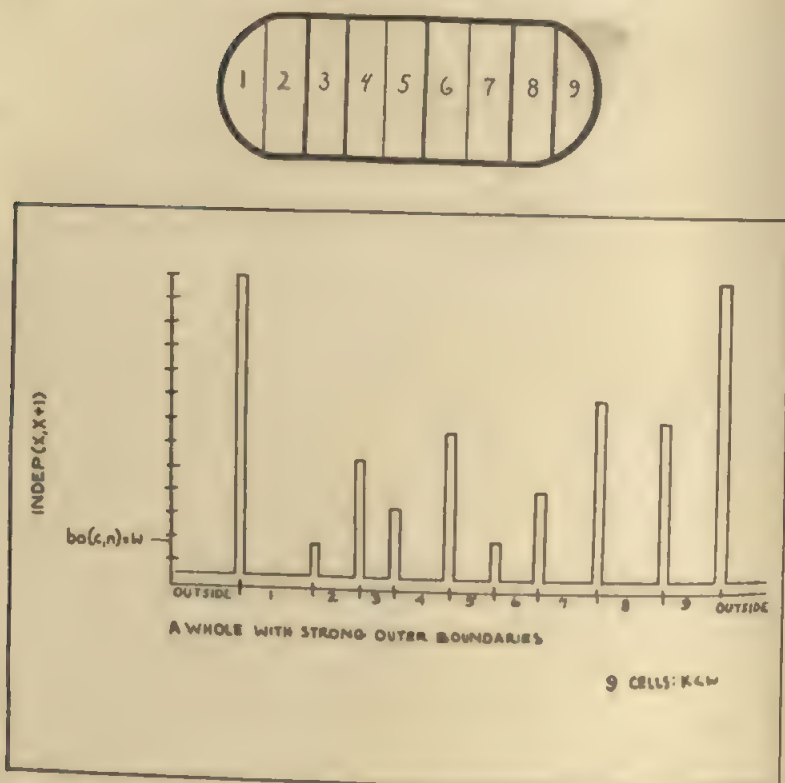 1 2 3 4 5 6 7 8 9
INDEP(X,X+1)
bo(c,n)=W
OUTSIDE 1 2 3 4 5 6 7 8 9 OUTSIDE
A WHOLE WITH STRONG OUTER BOUNDARIES
9 CELLS: K<W